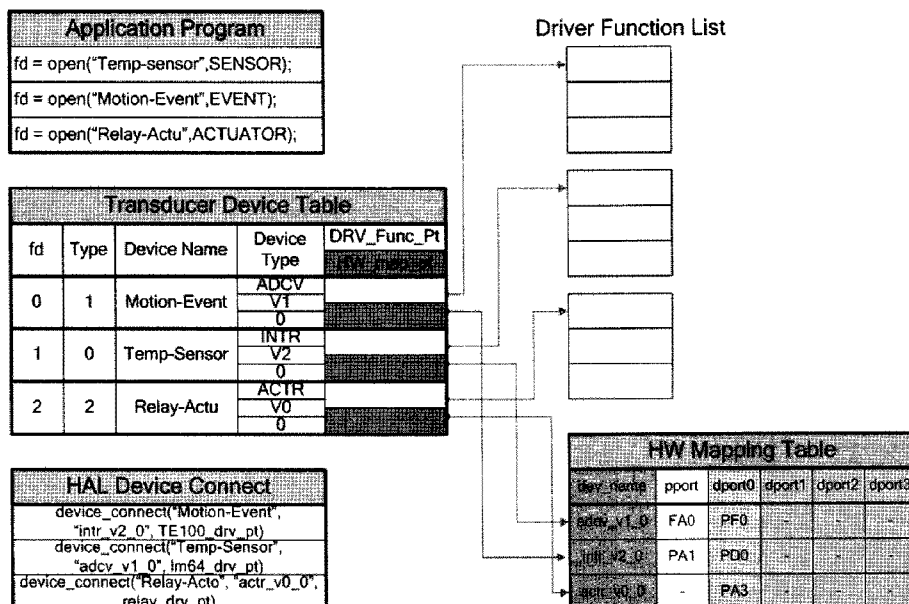 Application Program
fd = open("Temp-sensor",SENSOR);
fd = open("Motion-Event",EVENT);
fd = open("Relay-Actu",ACTUATOR);
Driver Function List
Transducer Device Table
fd Type Device Name Device Type DRV_Func_Pt
0 1 Motion-Event ADCV V1 0
1 0 Temp-Sensor INTR V2 0
2 2 Relay-Actu ACTR V0 0
HAL Device Connect
device_connect("Motion-Event",
"intr_v2_0", TE100_drv_pt)
device_connect("Temp-Sensor",
"adcv_v1_0", lm64_drv_pt)
device_connect("Relay-Acto", "actr_v0_0",
relay_drv_pt)
HW Mapping Table
dev_name pport dport0 dport1 dport2 dport3
adcv_v1_0 FA0 PF0 - - -
intr_v2_0 PA1 PD0 - - -
actr_v0_0 - PA3 - - -